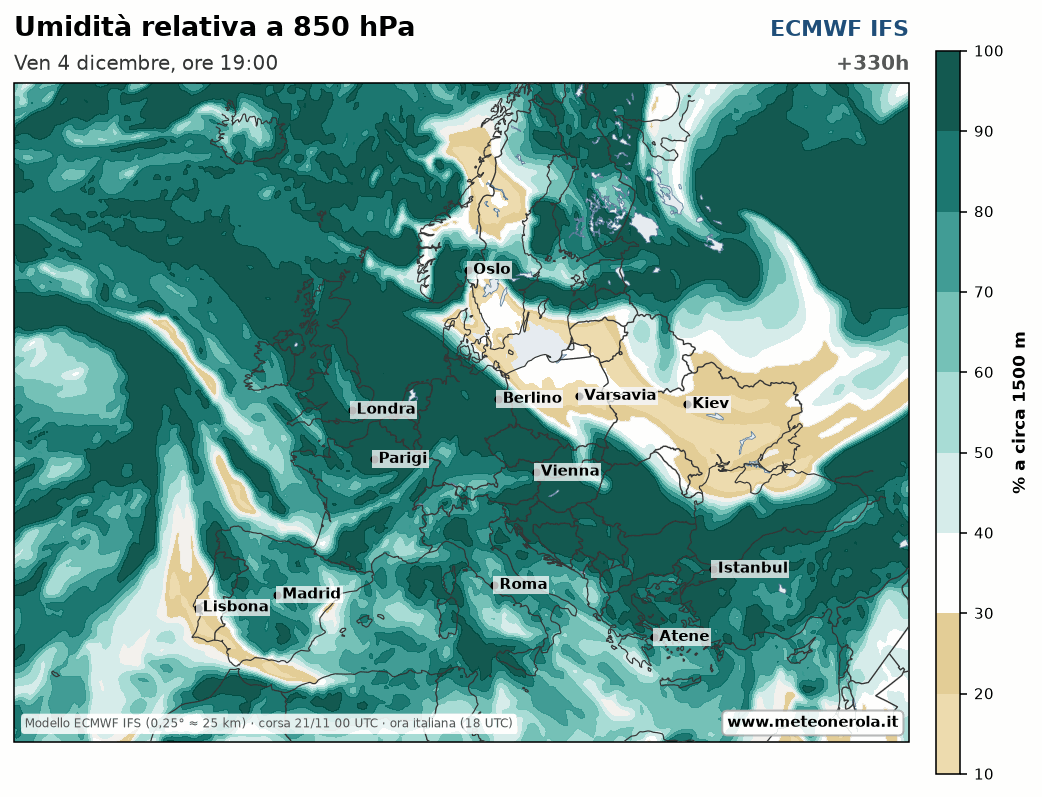 Umidità relativa a 850 hPa
ECMWF IFS
Ven 4 dicembre, ore 19:00
+330h
100
90
80
70
60
50
40
30
20
10
% a circa 1500 m
Oslo
Berlino
Varsavia
Kiev
Londra
Parigi
Vienna
Istanbul
Roma
Madrid
Lisbona
Atene
Modello ECMWF IFS (0,25° ≈ 25 km) · corsa 21/11 00 UTC · ora italiana (18 UTC)
www.meteonerola.it